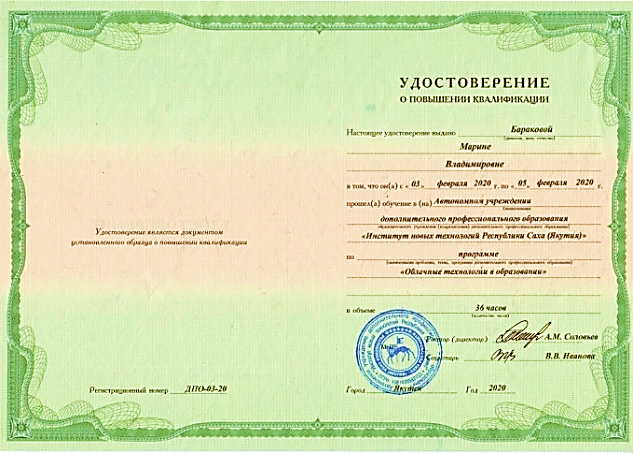 Удостоверение является документом
установленного образца о повышении квалификации
Регистрационный номер ДПО-03-20
УДОСТОВЕРЕНИЕ
О ПОВЫШЕНИИ КВАЛИФИКАЦИИ
Настоящее удостоверение выдано Бараковой
(фамилия, имя, отчество)
Марине
Владимировне
в том, что он(а) с «03» февраля 2020 г. по «05» февраля 2020 г.
прошел(а) обучение в (на) Автономном учреждении
(наименование)
дополнительного профессионального образования
образовательного учреждения (подразделения) дополнительного профессионального образования)
«Институт новых технологий Республики Саха (Якутия)»
по программе
(наименование проблемы, темы, программы дополнительного профессионального образования)
«Облачные технологии в образовании»
в объеме 36 часов
(количество часов)
Ректор (директор) А.М. Соловьев
Секретарь В.В. Иванова
Город Якутск Год 2020